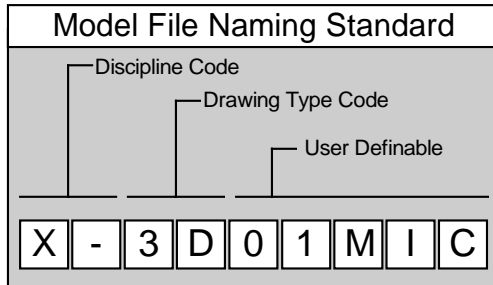 Model File Naming Standard
Discipline Code
Drawing Type Code
User Definable
X - 3 D 0 1 M I C